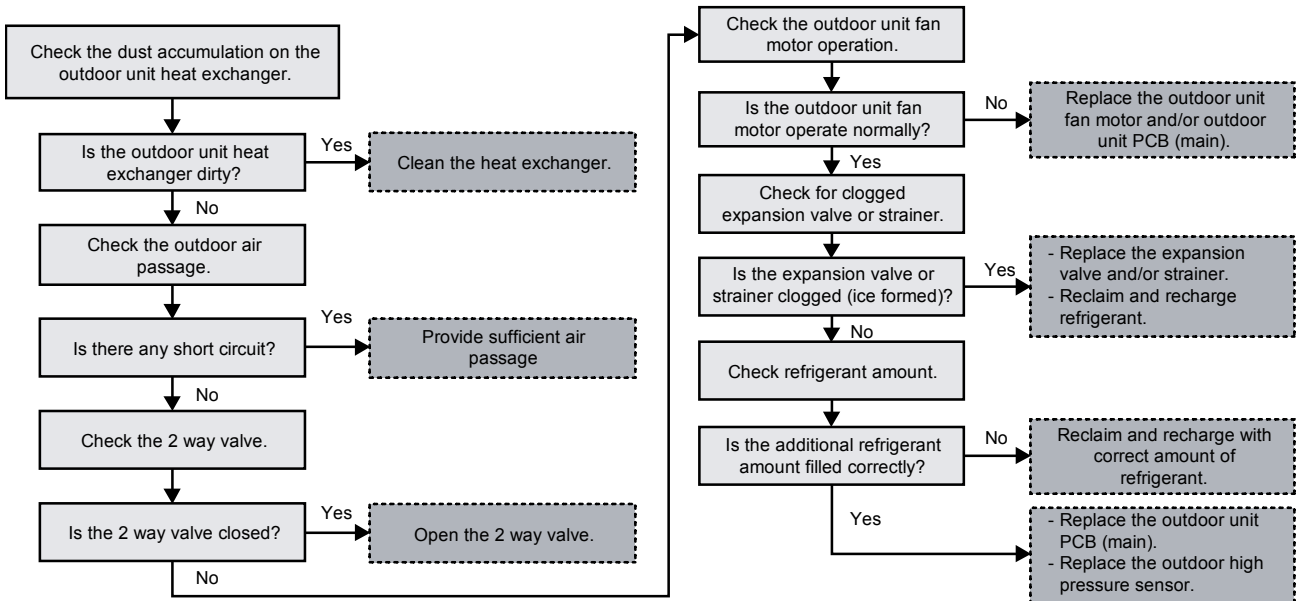 Check the dust accumulation on the
outdoor unit heat exchanger.
Is the outdoor unit heat
exchanger dirty?
Yes
Clean the heat exchanger.
No
Check the outdoor air
passage.
Is there any short circuit?
Yes
Provide sufficient air
passage
No
Check the 2 way valve.
Is the 2 way valve closed?
Yes
Open the 2 way valve.
No
Check the outdoor unit fan
motor operation.
Is the outdoor unit fan
motor operate normally?
No
Replace the outdoor unit
fan motor and/or outdoor
unit PCB (main).
Yes
Check for clogged
expansion valve or strainer.
Is the expansion valve or
strainer clogged (ice formed)?
Yes
- Replace the expansion
valve and/or strainer.
- Reclaim and recharge
refrigerant.
No
Check refrigerant amount.
Is the additional refrigerant
amount filled correctly?
No
Reclaim and recharge with
correct amount of
refrigerant.
Yes
- Replace the outdoor unit
PCB (main).
- Replace the outdoor high
pressure sensor.